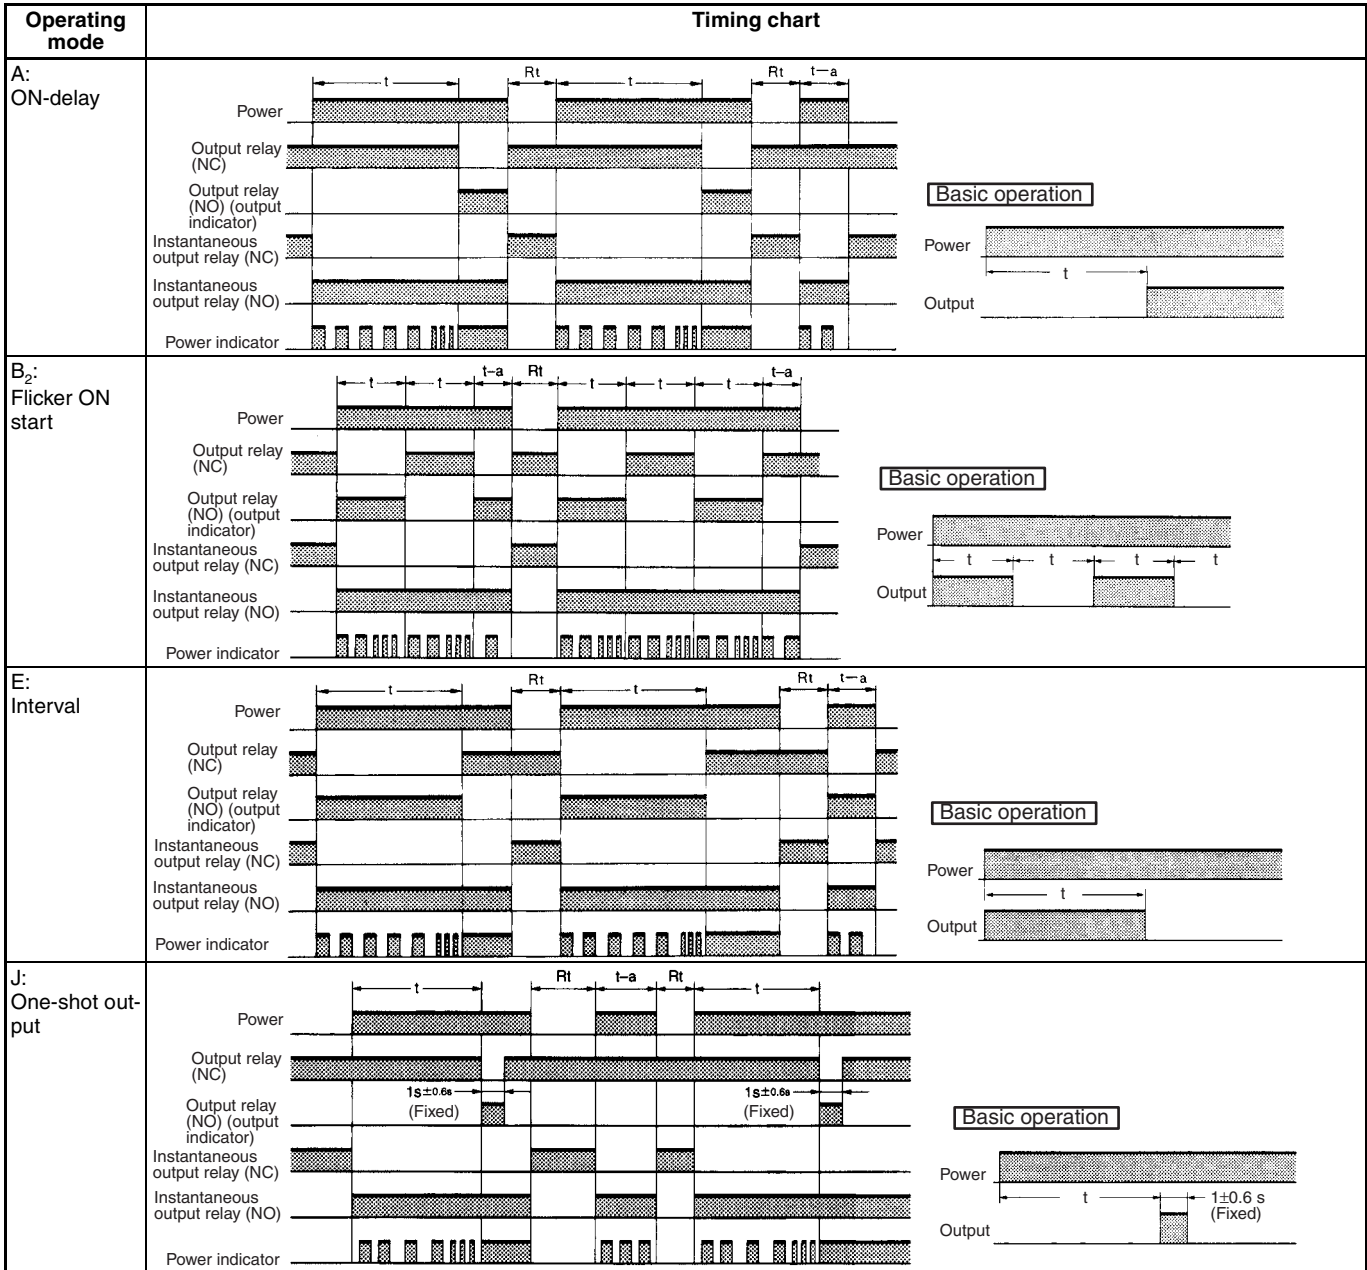 Operating
mode
Timing chart
A:
ON-delay
t
Rt
t
Rt
t–a
Power
Output relay
(NC)
Output relay
(NO) (output
indicator)
Instantaneous
output relay (NC)
Instantaneous
output relay (NO)
Power indicator
Basic operation
Power
t
Output
B2:
Flicker ON
start
t
t
t–a
Rt
t
t
t
t–a
Power
Output relay
(NC)
Output relay
(NO) (output
indicator)
Instantaneous
output relay (NC)
Instantaneous
output relay (NO)
Power indicator
Basic operation
Power
t
t
t
t
Output
E:
Interval
t
Rt
t
Rt
t–a
Power
Output relay
(NC)
Output relay
(NO) (output
indicator)
Instantaneous
output relay (NC)
Instantaneous
output relay (NO)
Power indicator
Basic operation
Power
t
Output
J:
One-shot out-
put
t
Rt
t–a
Rt
t
Power
Output relay
(NC)
1s±0.6s
(Fixed)
1s±0.6s
(Fixed)
Output relay
(NO) (output
indicator)
Instantaneous
output relay (NC)
Instantaneous
output relay (NO)
Power indicator
Basic operation
Power
t
1±0.6 s
(Fixed)
Output